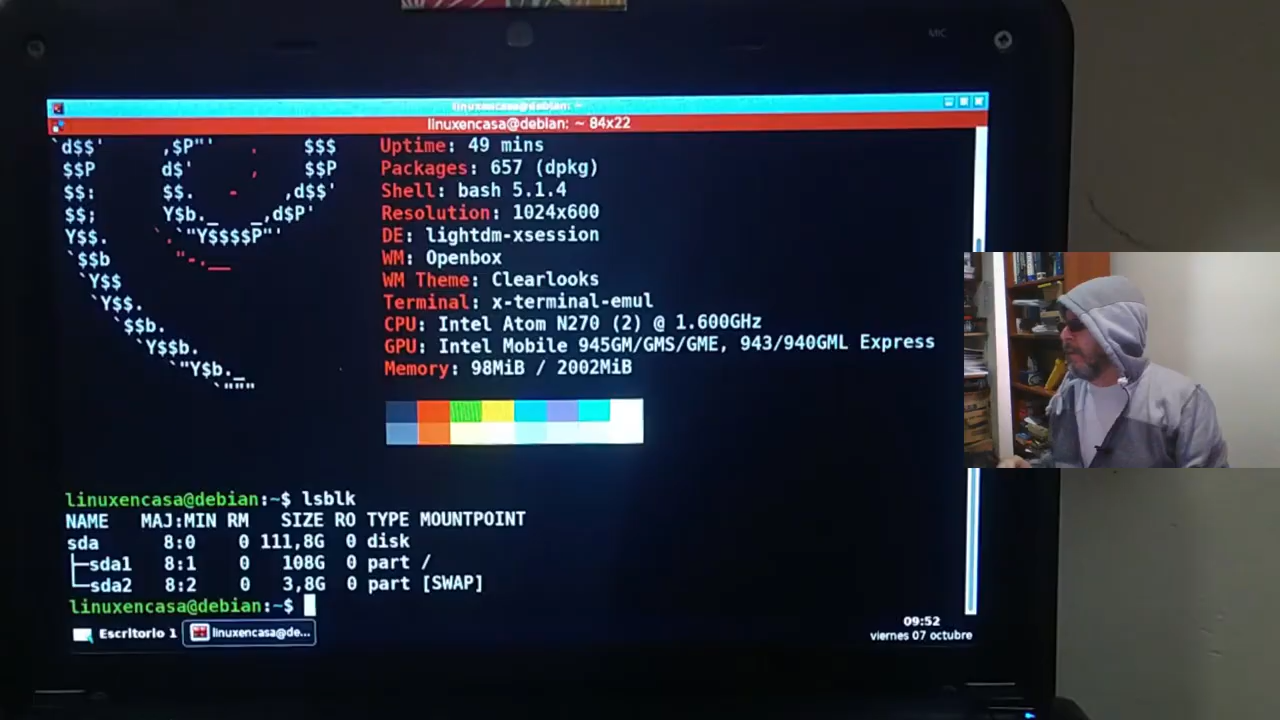 MIC
linuxencasa@debian: ~
linuxencasa@debian: ~ 84x22
`d$$'     ,$P"'   .    $$$
$$P      d$'     ,    $$P
$$:      $$.   -    ,d$$'
$$;      Y$b._   _,d$P'
Y$$.    `.`"Y$$$$P"'
`$$b      "-.__
`Y$$
`Y$$.
`$$b.
`Y$$b.
`"Y$b._
`"""
Uptime: 49 mins
Packages: 657 (dpkg)
Shell: bash 5.1.4
Resolution: 1024x600
DE: lightdm-xsession
WM: Openbox
WM Theme: Clearlooks
Terminal: x-terminal-emul
CPU: Intel Atom N270 (2) @ 1.600GHz
GPU: Intel Mobile 945GM/GMS/GME, 943/940GML Express
Memory: 98MiB / 2002MiB
linuxencasa@debian:~$ lsblk
NAME   MAJ:MIN RM   SIZE RO TYPE MOUNTPOINT
sda      8:0    0 111,8G  0 disk
├─sda1   8:1    0   108G  0 part /
└─sda2   8:2    0   3,8G  0 part [SWAP]
linuxencasa@debian:~$
Escritorio 1
linuxencasa@de...
09:52
viernes 07 octubre